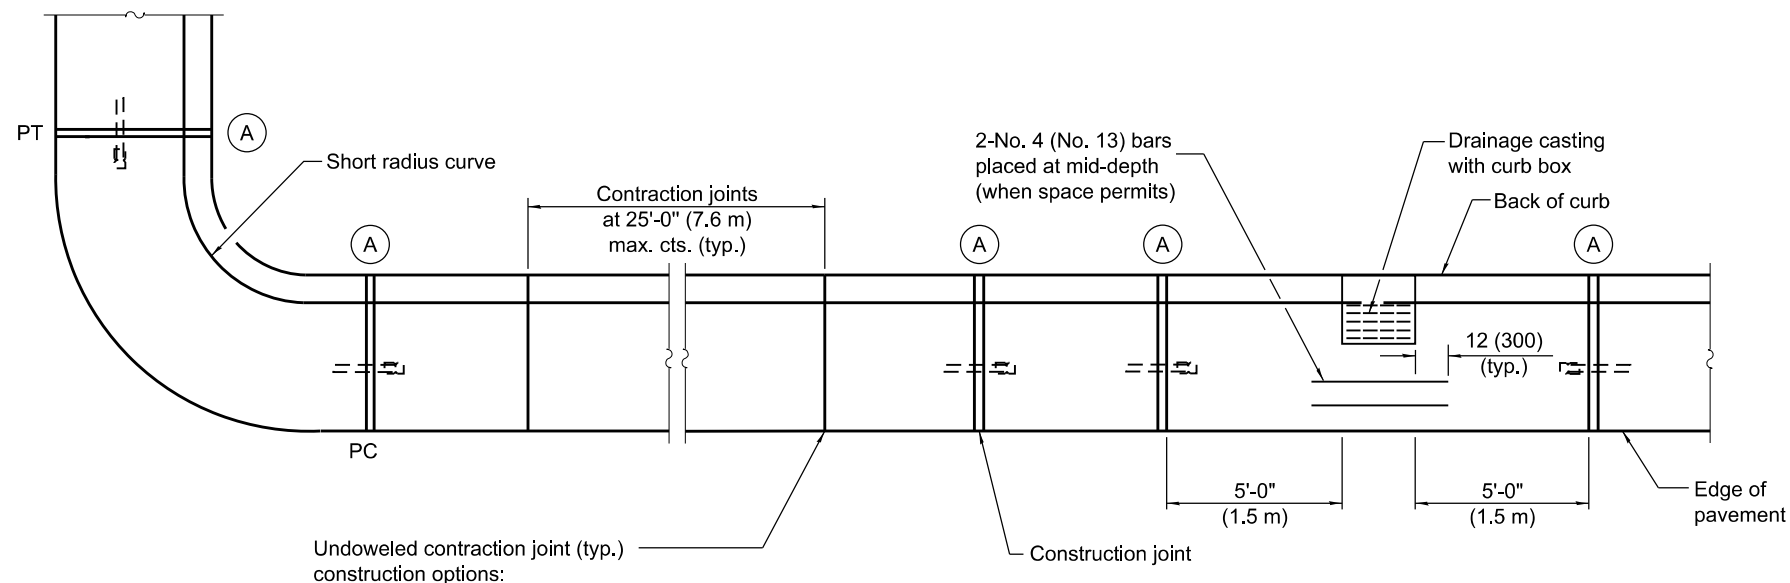 PT
A
Short radius curve
Contraction joints
at 25'-0" (7.6 m)
max. cts. (typ.)
2-No. 4 (No. 13) bars
placed at mid-depth
(when space permits)
Drainage casting
with curb box
Back of curb
A
A
A
A
12 (300)
(typ.)
PC
5'-0"
(1.5 m)
5'-0"
(1.5 m)
Edge of
pavement
Undoweled contraction joint (typ.)
construction options:
Construction joint